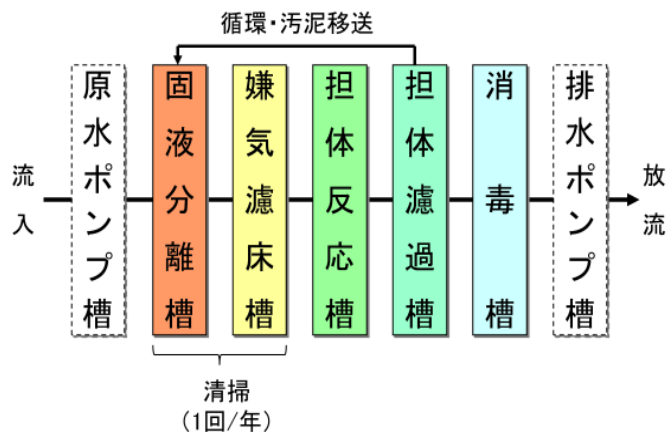 循環・汚泥移送
流入
原水ポンプ槽
固液分離槽
嫌気濾床槽
担体反応槽
担体濾過槽
消毒槽
排水ポンプ槽
放流
清掃
(1回/年)